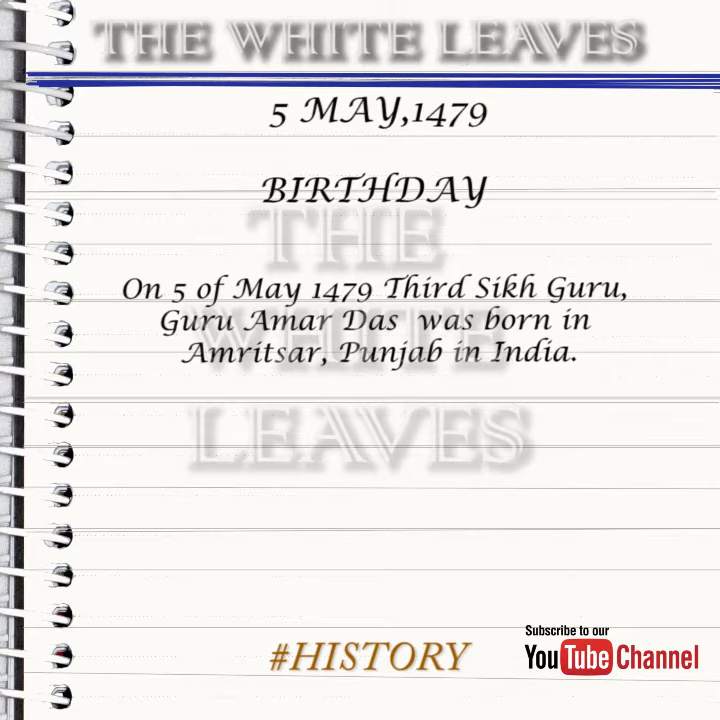 THE WHITE LEAVES
5 MAY,1479
BIRTHDAY
THE
WHITE
LEAVES
On 5 of May 1479 Third Sikh Guru,
Guru Amar Das was born in
Amritsar, Punjab in India.
#HISTORY
Subscribe to our
YouTube Channel